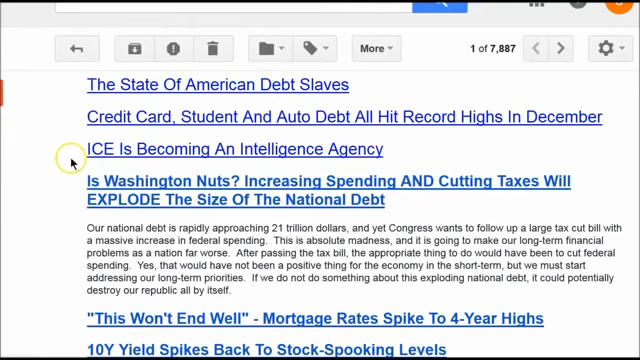 More
1 of 7,887
The State Of American Debt Slaves
Credit Card, Student And Auto Debt All Hit Record Highs In December
ICE Is Becoming An Intelligence Agency
Is Washington Nuts? Increasing Spending AND Cutting Taxes Will
EXPLODE The Size Of The National Debt
Our national debt is rapidly approaching 21 trillion dollars, and yet Congress wants to follow up a large tax cut bill with
a massive increase in federal spending.  This is absolute madness, and it is going to make our long-term financial
problems as a nation far worse.  After passing the tax bill, the appropriate thing to do would have been to cut federal
spending.  Yes, that would have not been a positive thing for the economy in the short-term, but we must start
addressing our long-term priorities.  If we do not do something about this exploding national debt, it could potentially
destroy our republic all by itself.
"This Won't End Well" - Mortgage Rates Spike To 4-Year Highs
10Y Yield Spikes Back To Stock-Spooking Levels